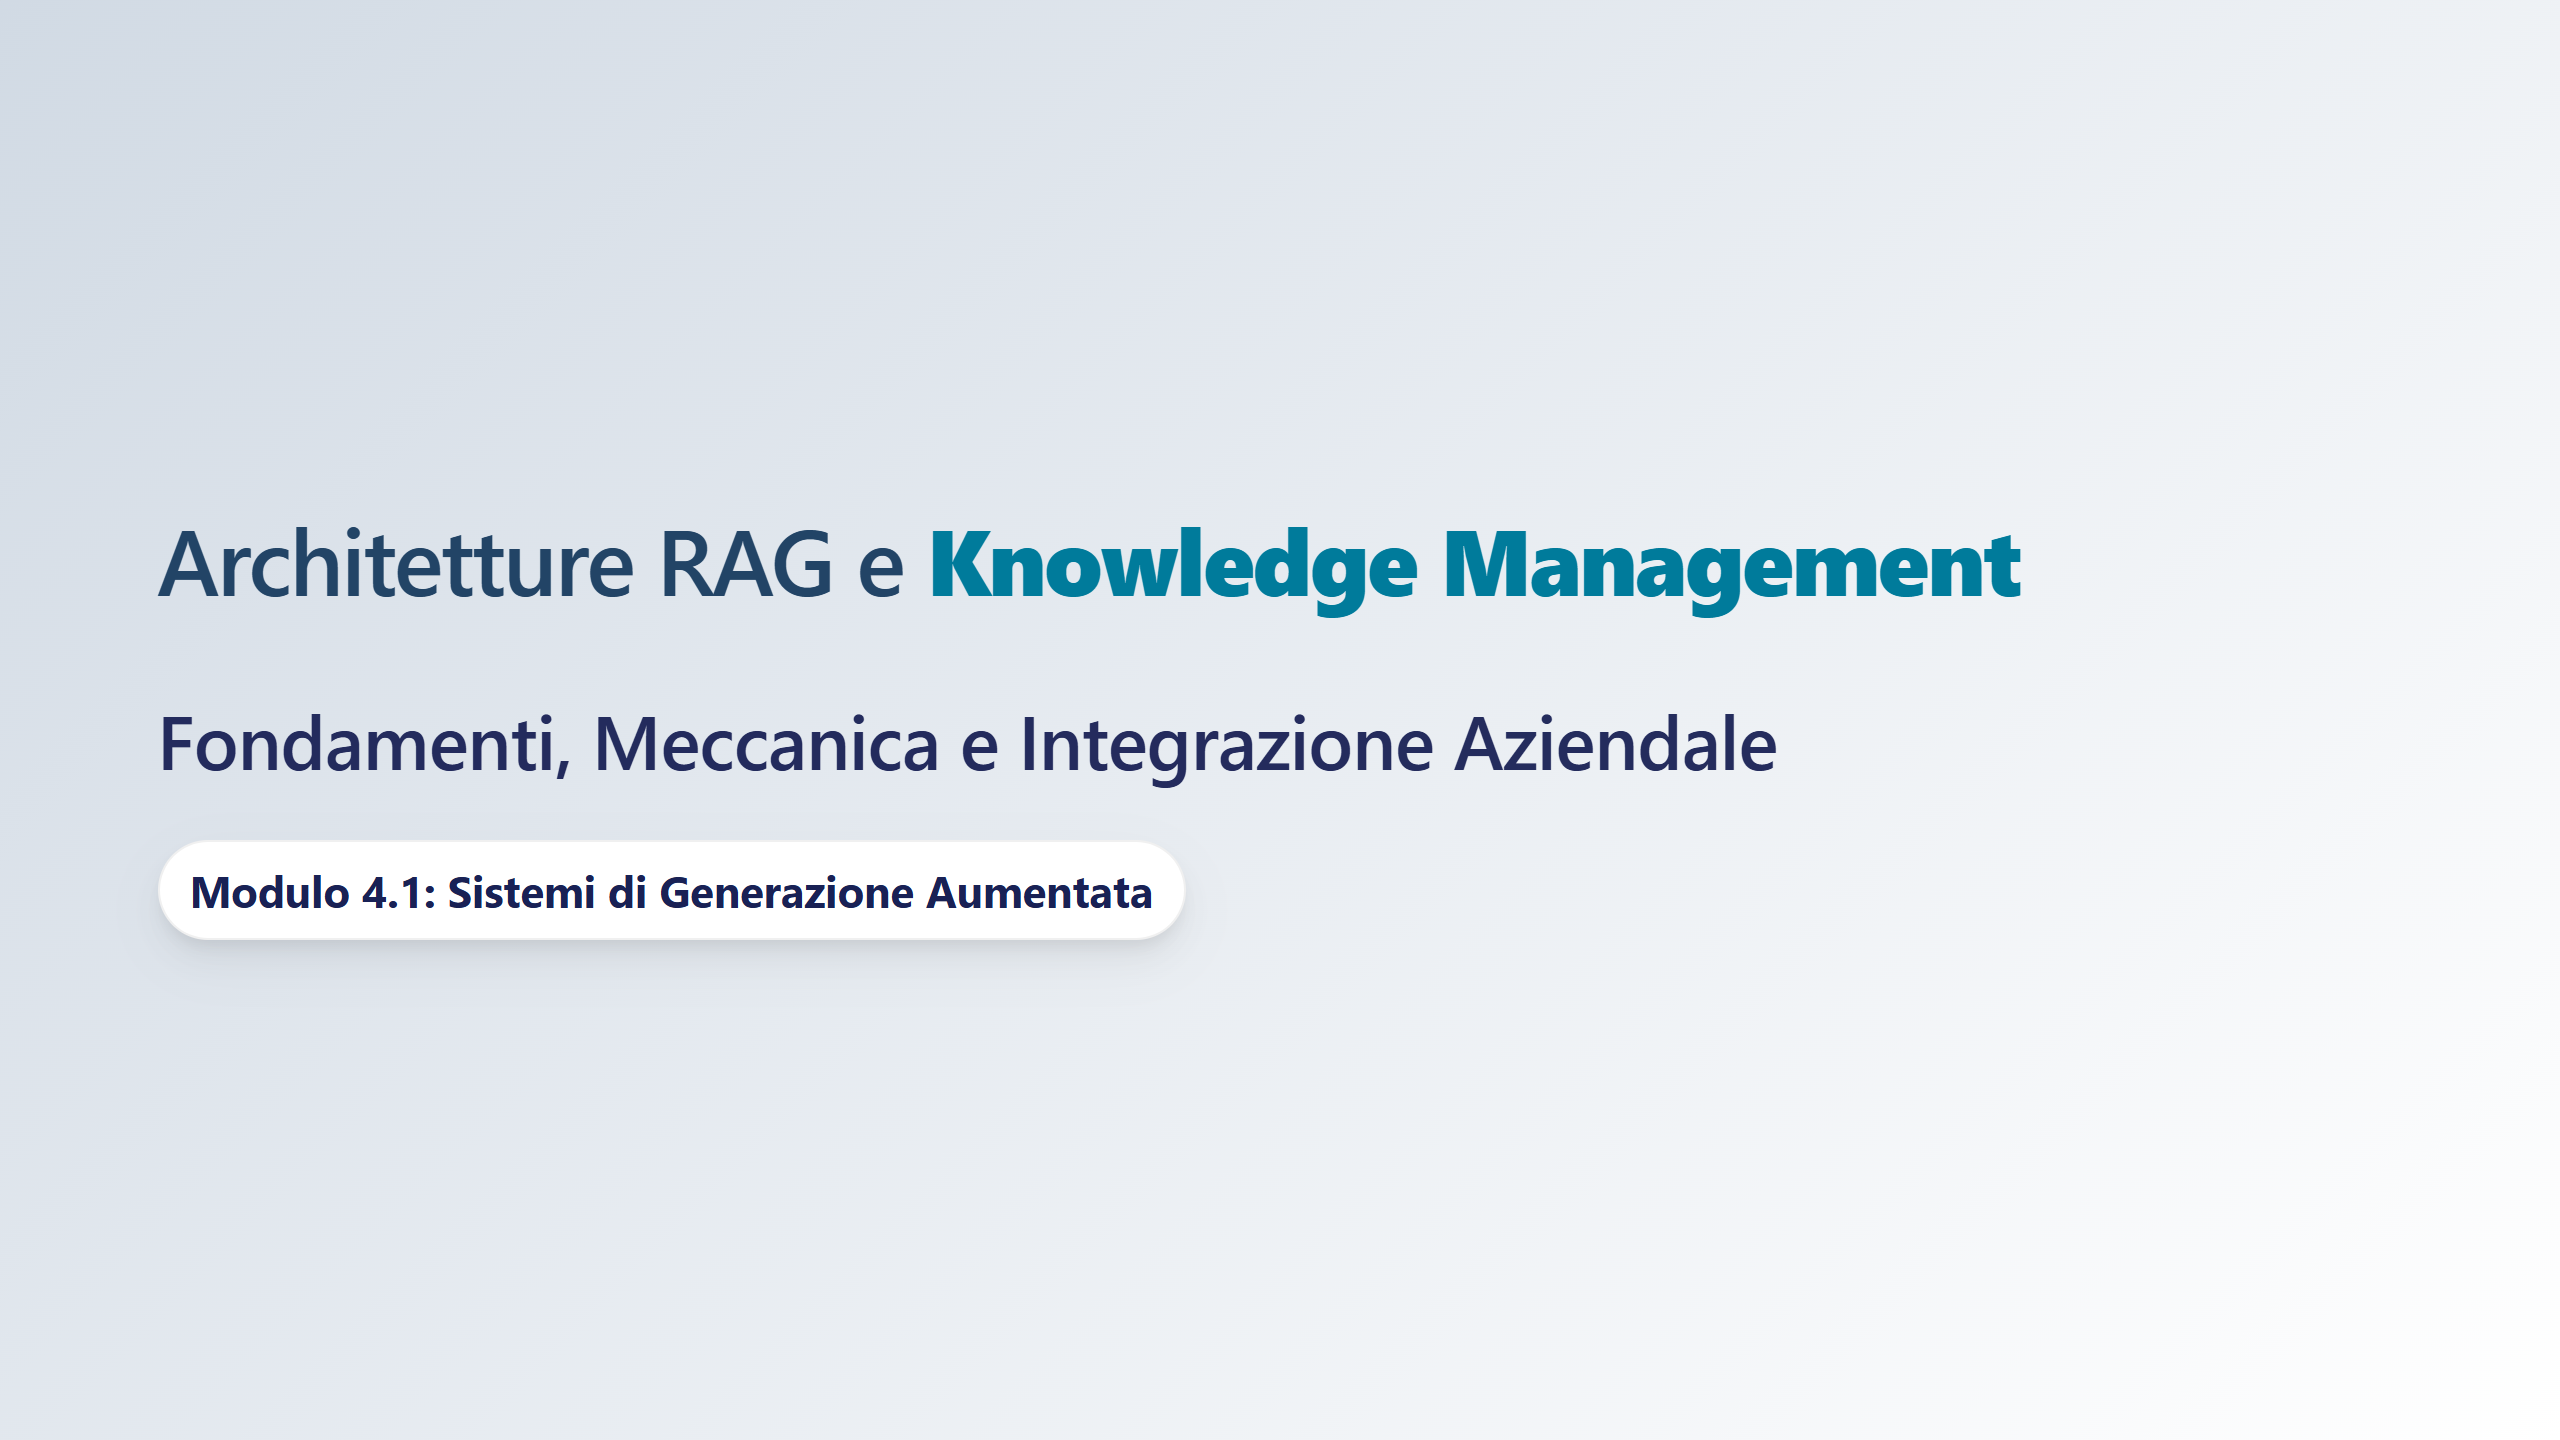 Architetture RAG e Knowledge Management
Fondamenti, Meccanica e Integrazione Aziendale
Modulo 4.1: Sistemi di Generazione Aumentata